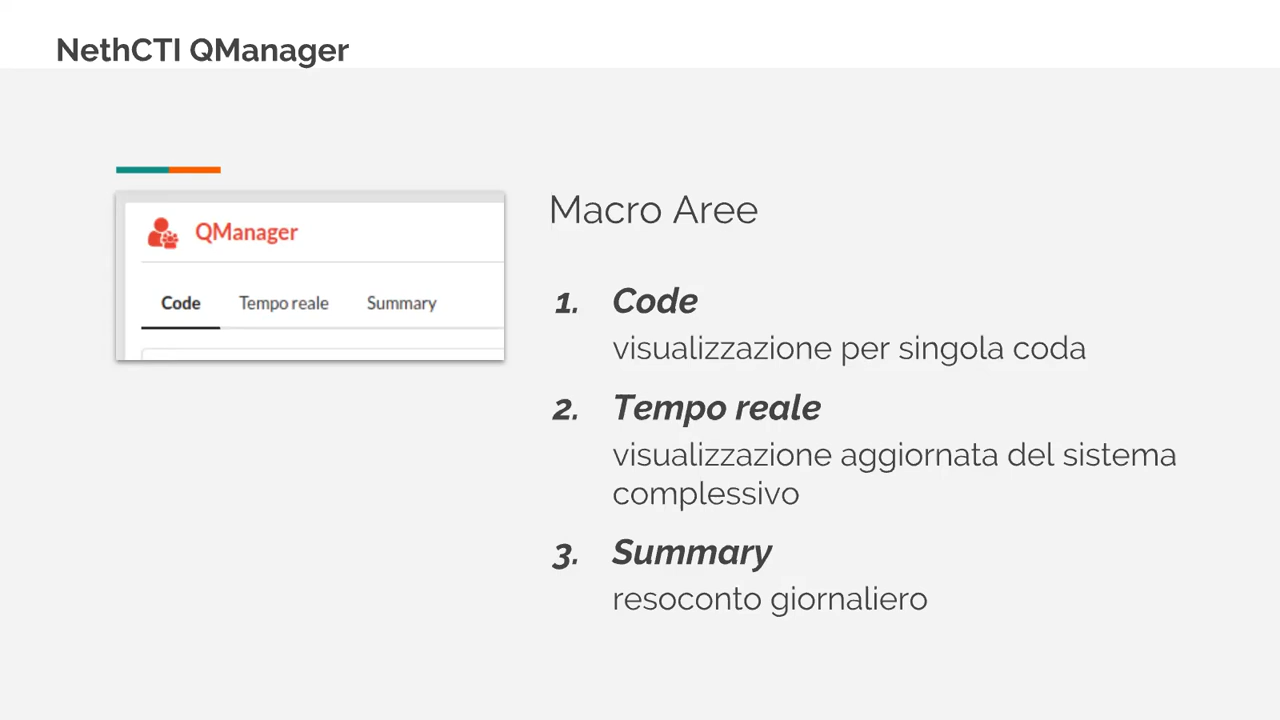 NethCTI QManager
QManager
Code Tempo reale Summary
Macro Aree
1. Code
visualizzazione per singola coda
2. Tempo reale
visualizzazione aggiornata del sistema
complessivo
3. Summary
resoconto giornaliero